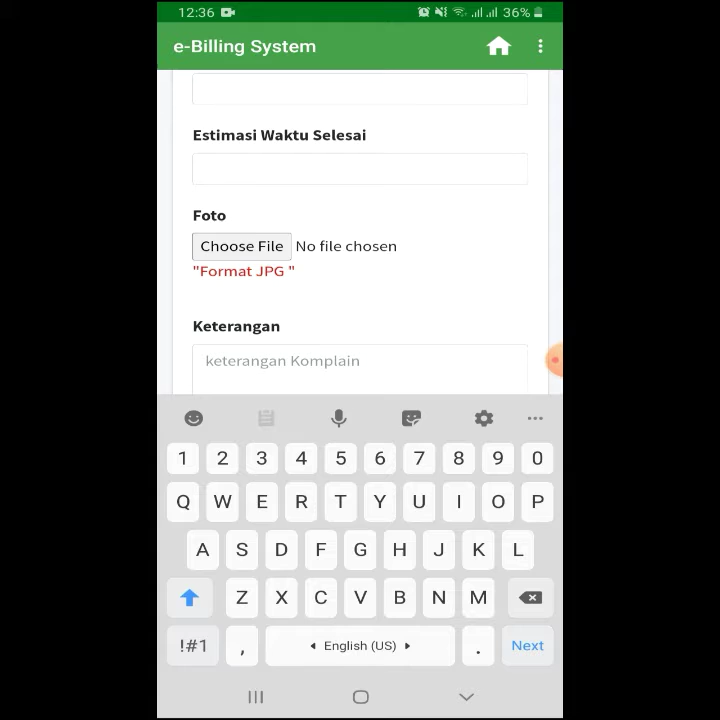 12:36 36%
e-Billing System
Estimasi Waktu Selesai
Foto
Choose File No file chosen
"Format JPG "
Keterangan
keterangan Komplain
1 2 3 4 5 6 7 8 9 0
Q W E R T Y U I O P
A S D F G H J K L
Z X C V B N M
!#1 , English (US) . Next